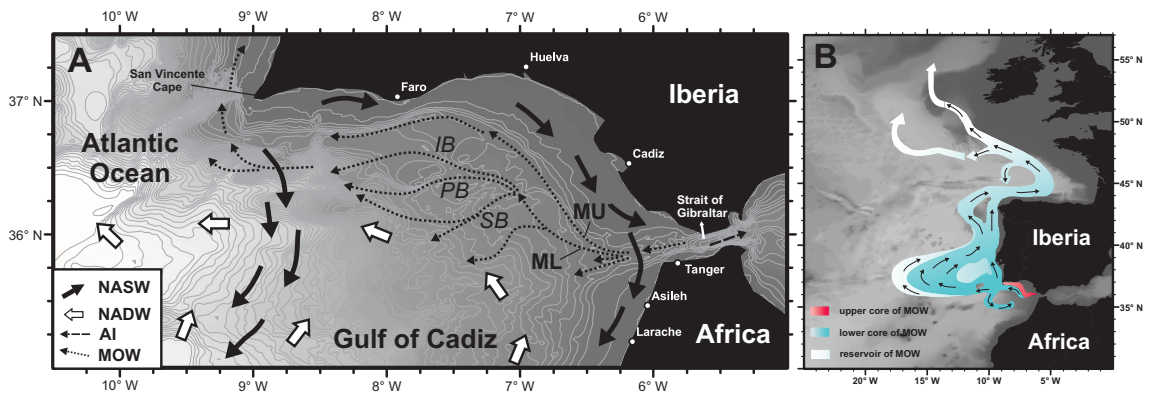 10° W 9° W 8° W 7° W 6° W
A
San Vincente
Cape
Faro
Huelva
37° N
Iberia
Atlantic
Ocean
IB
PB
SB
Cadiz
MU
Strait of
Gibraltar
36° N
ML
Tanger
NASW
NADW
AI
MOW
Asileh
Larache
Gulf of Cadiz
Africa
10° W 9° W 8° W 7° W 6° W
B
55° N
50° N
45° N
40° N
35° N
Iberia
upper core of MOW
lower core of MOW
reservoir of MOW
Africa
20° W 15° W 10° W 5° W